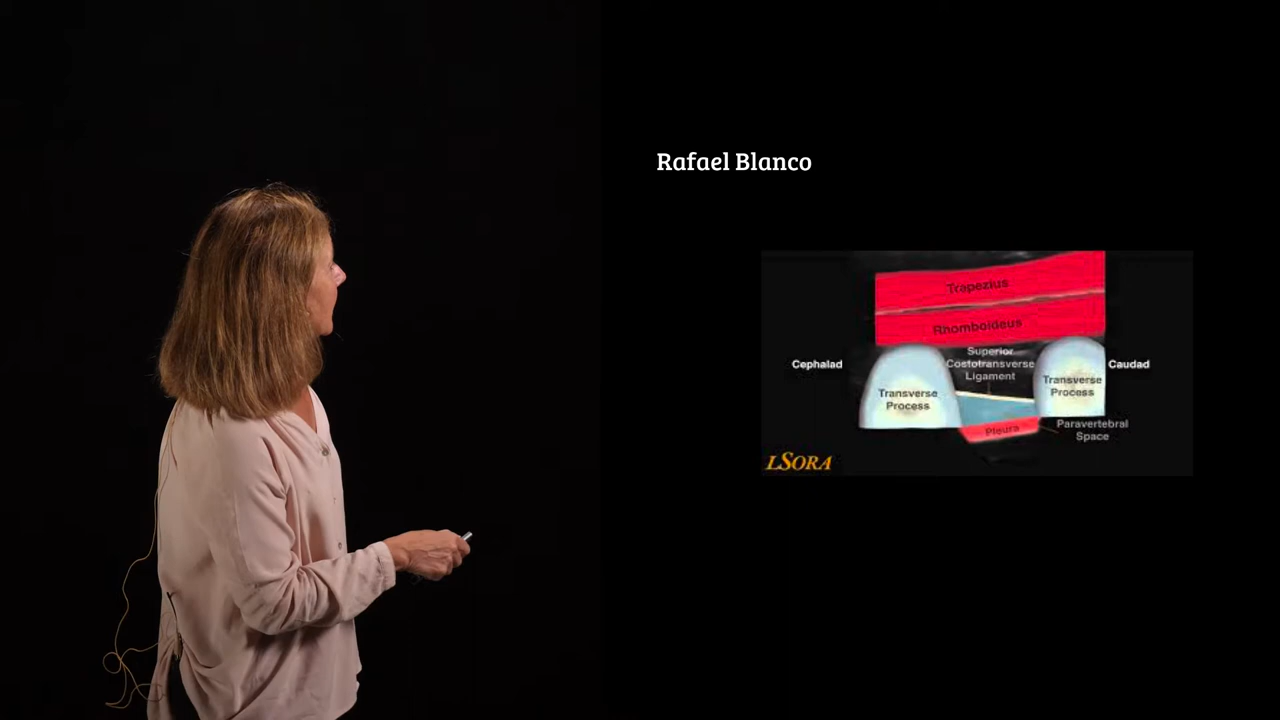 Rafael Blanco
Trapezius
Rhomboideus
Superior
Costotransverse
Ligament
Cephalad
Caudad
Transverse
Process
Transverse
Process
Pleura
Paravertebral
Space
LSORA